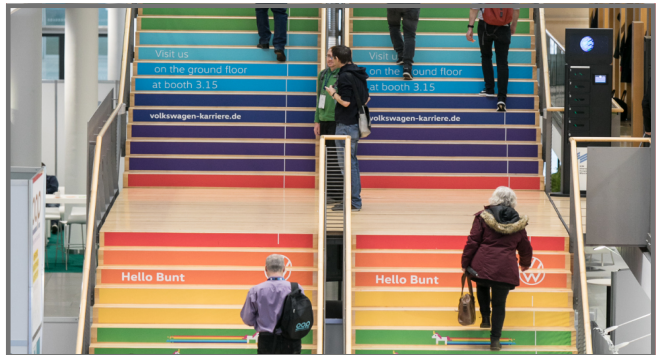 Visit us
on the ground floor
at booth 3.15
Visit us
on the ground floor
at booth 3.15
volkswagen-karriere.de
volkswagen-karriere.de
Hello Bunt
Hello Bunt